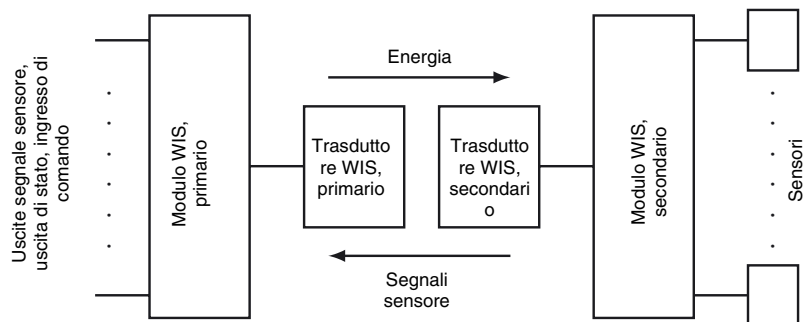 Uscite segnale sensore,
uscita di stato, ingresso di
comando
Modulo WIS,
primario
Energia
Trasdutto
re WIS,
primario
Trasdutto
re WIS,
secondari
o
Segnali
sensore
Modulo WIS,
secondario
Sensori